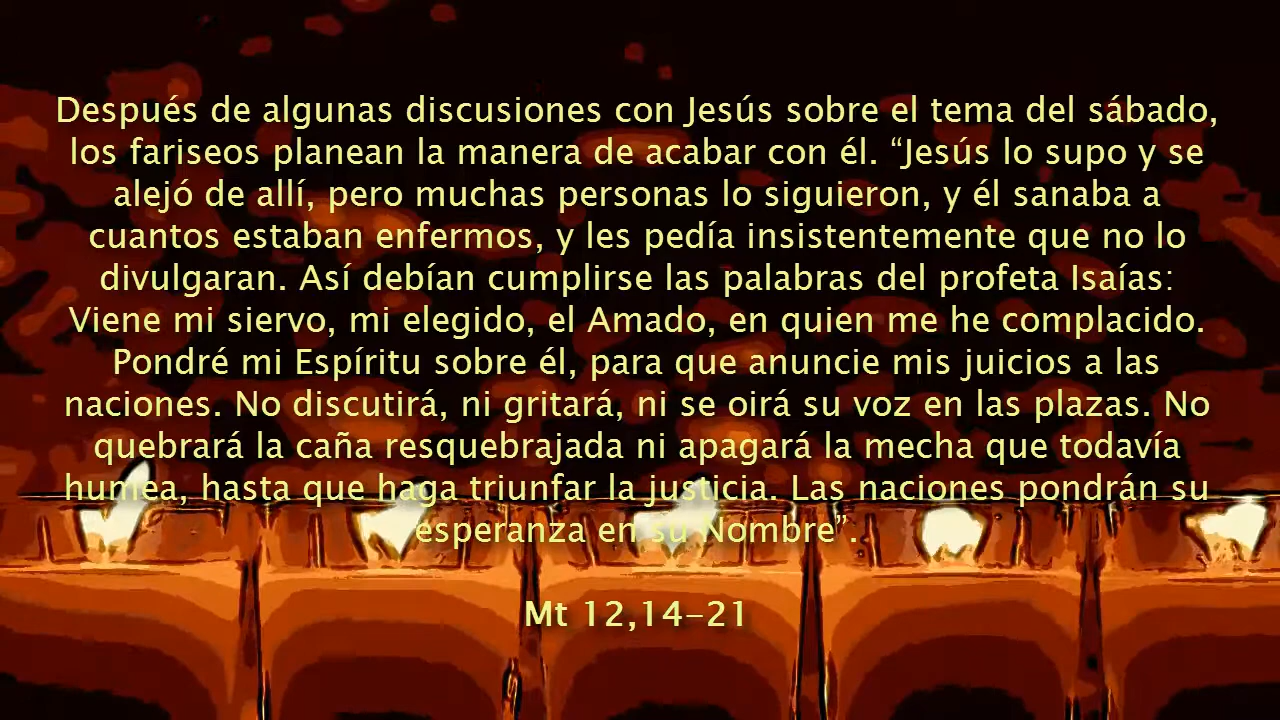 Después de algunas discusiones con Jesús sobre el tema del sábado,
los fariseos planean la manera de acabar con él. “Jesús lo supo y se
alejó de allí, pero muchas personas lo siguieron, y él sanaba a
cuantos estaban enfermos, y les pedía insistentemente que no lo
divulgaran. Así debían cumplirse las palabras del profeta Isaías:
Viene mi siervo, mi elegido, el Amado, en quien me he complacido.
Pondré mi Espíritu sobre él, para que anuncie mis juicios a las
naciones. No discutirá, ni gritará, ni se oirá su voz en las plazas. No
quebrará la caña resquebrajada ni apagará la mecha que todavía
humea, hasta que haga triunfar la justicia. Las naciones pondrán su
esperanza en su Nombre”.
Mt 12,14-21